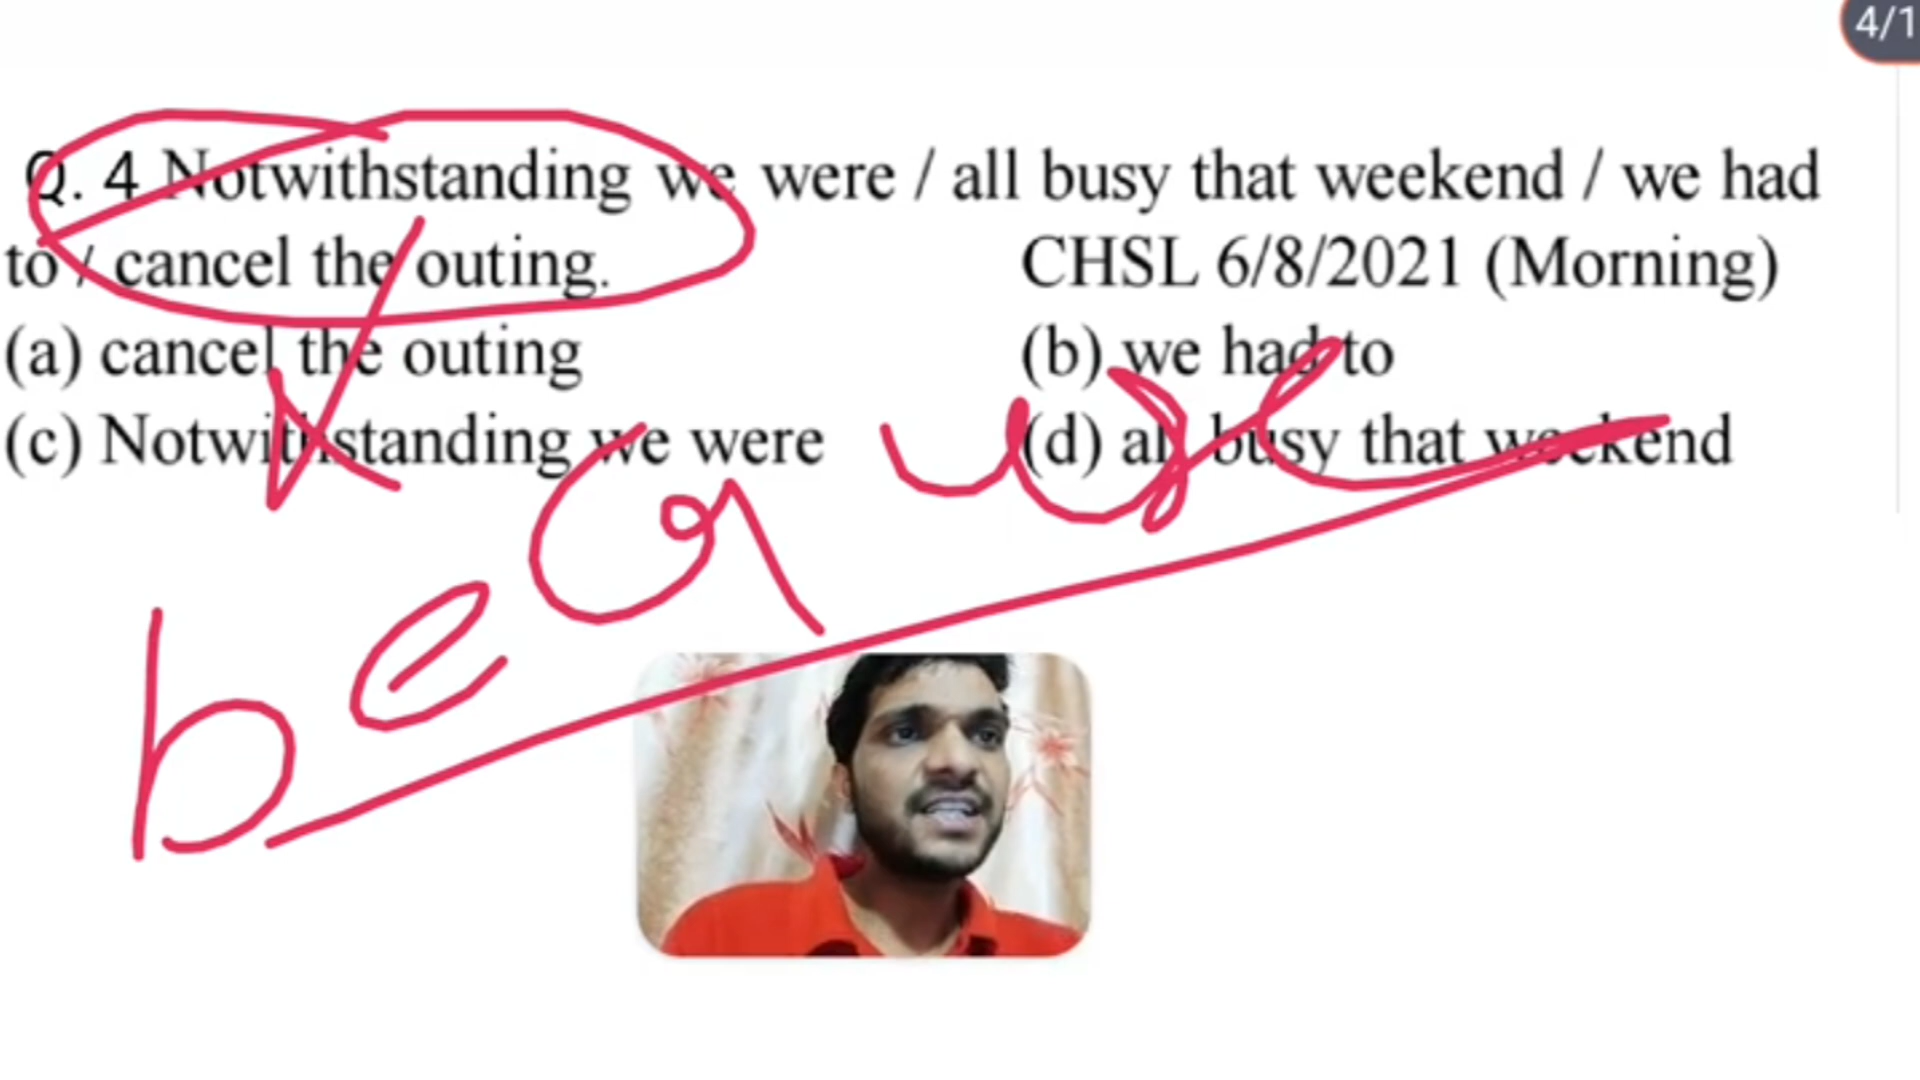 4/1
Q. 4 Notwithstanding we were / all busy that weekend / we had
to / cancel the outing.
CHSL 6/8/2021 (Morning)
(a) cancel the outing
(b) we had to
(c) Notwithstanding we were
(d) all busy that weekend
because